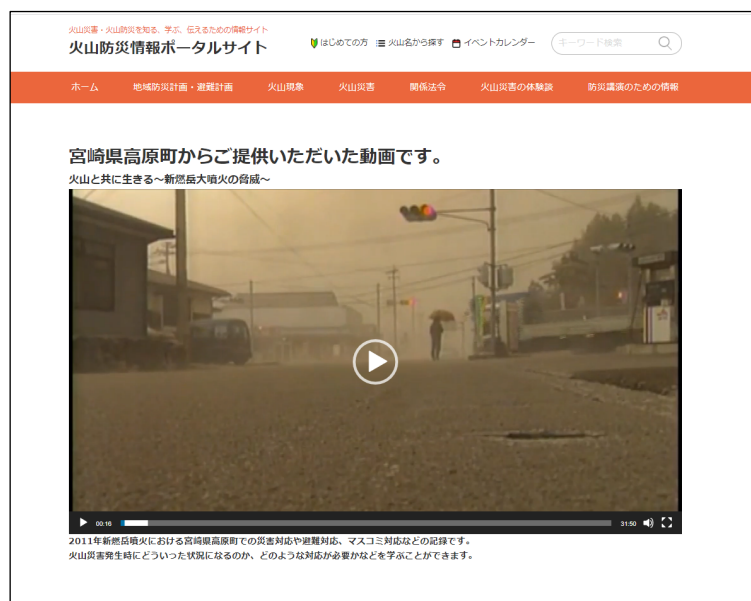 火山災害・火山防災を知る、学ぶ、伝えるための情報サイト
火山防災情報ポータルサイト
はじめての方 火山名から探す イベントカレンダー キーワード検索
ホーム 地域防災計画・避難計画 火山現象 火山災害 関係法令 火山災害の体験談 防災講演のための情報
宮崎県高原町からご提供いただいた動画です。
火山と共に生きる～新燃岳大噴火の脅威～
00:16 31:50
2011年新燃岳噴火における宮崎県高原町での災害対応や避難対応、マスコミ対応などの記録です。
火山災害発生時にどういった状況になるのか、どのような対応が必要かなどを学ぶことができます。